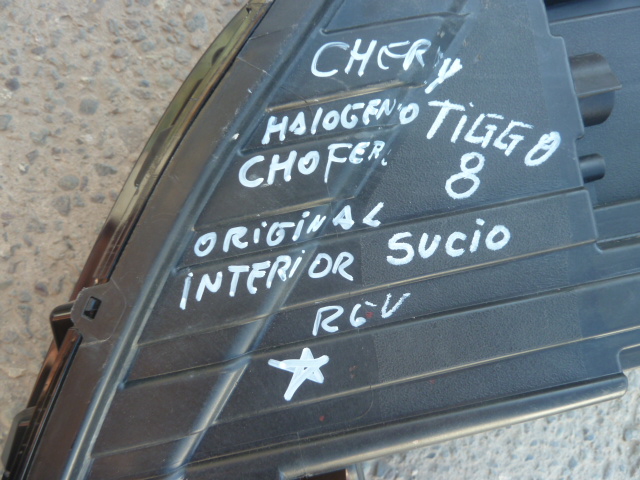 CHERY
HALOGENO TIGGO
CHOFER. 8
ORIGINAL
INTERIOR SUCIO
RGV